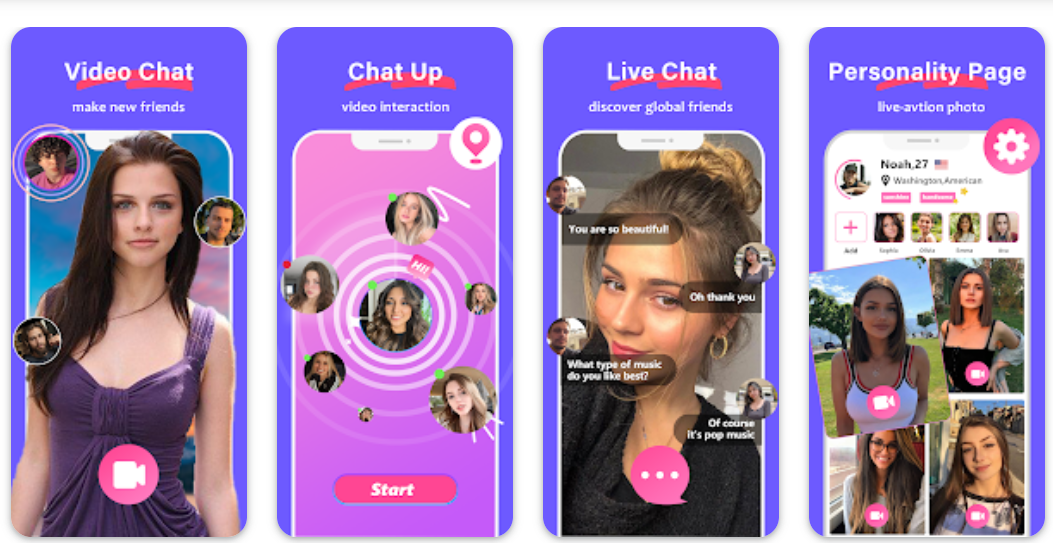 Video Chat
make new friends
Chat Up
video interaction
HI!
Start
Live Chat
discover global friends
You are so beautiful!
Oh thank you
What type of music
do you like best?
Of course
it's pop music
Personality Page
live-avtion photo
Noah,27
Washington,American
sunshine handsome
Add Sophia Olivia Emma Ava